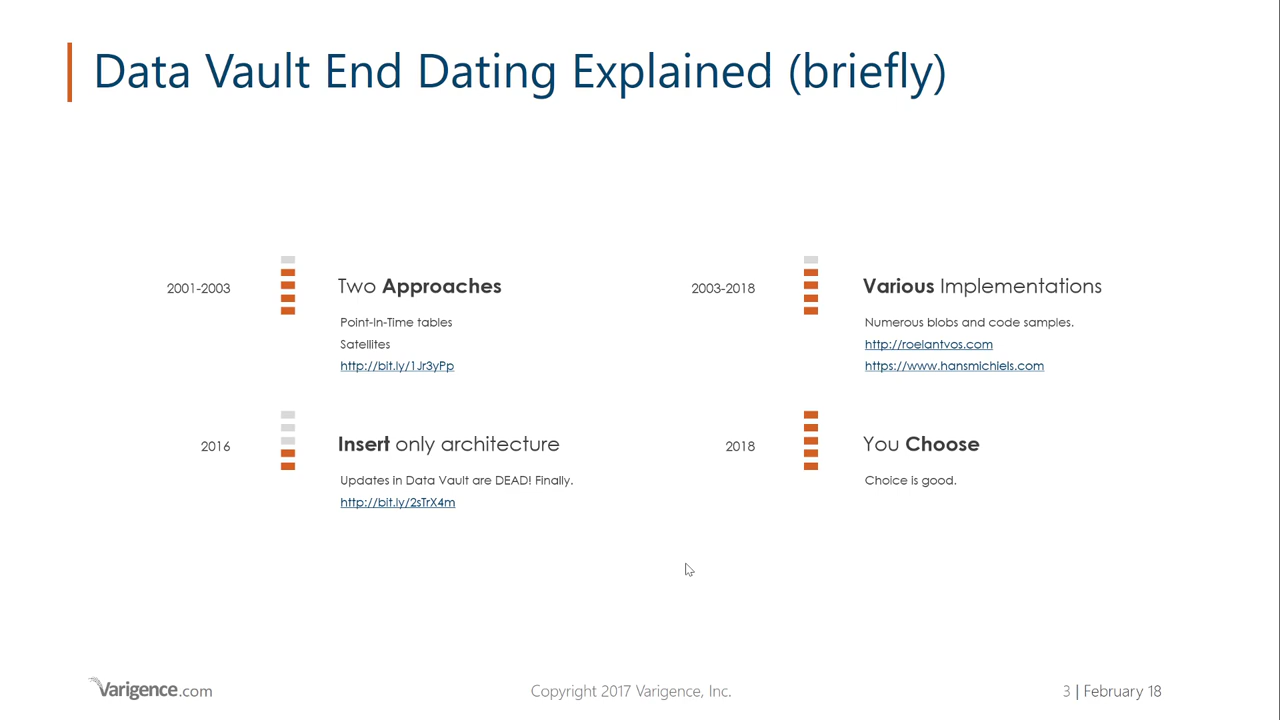 Data Vault End Dating Explained (briefly)
2001-2003
Two Approaches
Point-In-Time tables
Satellites
http://bit.ly/1Jr3yPp
2003-2018
Various Implementations
Numerous blobs and code samples.
http://roelantvos.com
https://www.hansmichiels.com
2016
Insert only architecture
Updates in Data Vault are DEAD! Finally.
http://bit.ly/2sTrX4m
2018
You Choose
Choice is good.
Varigence.com
Copyright 2017 Varigence, Inc.
3 | February 18